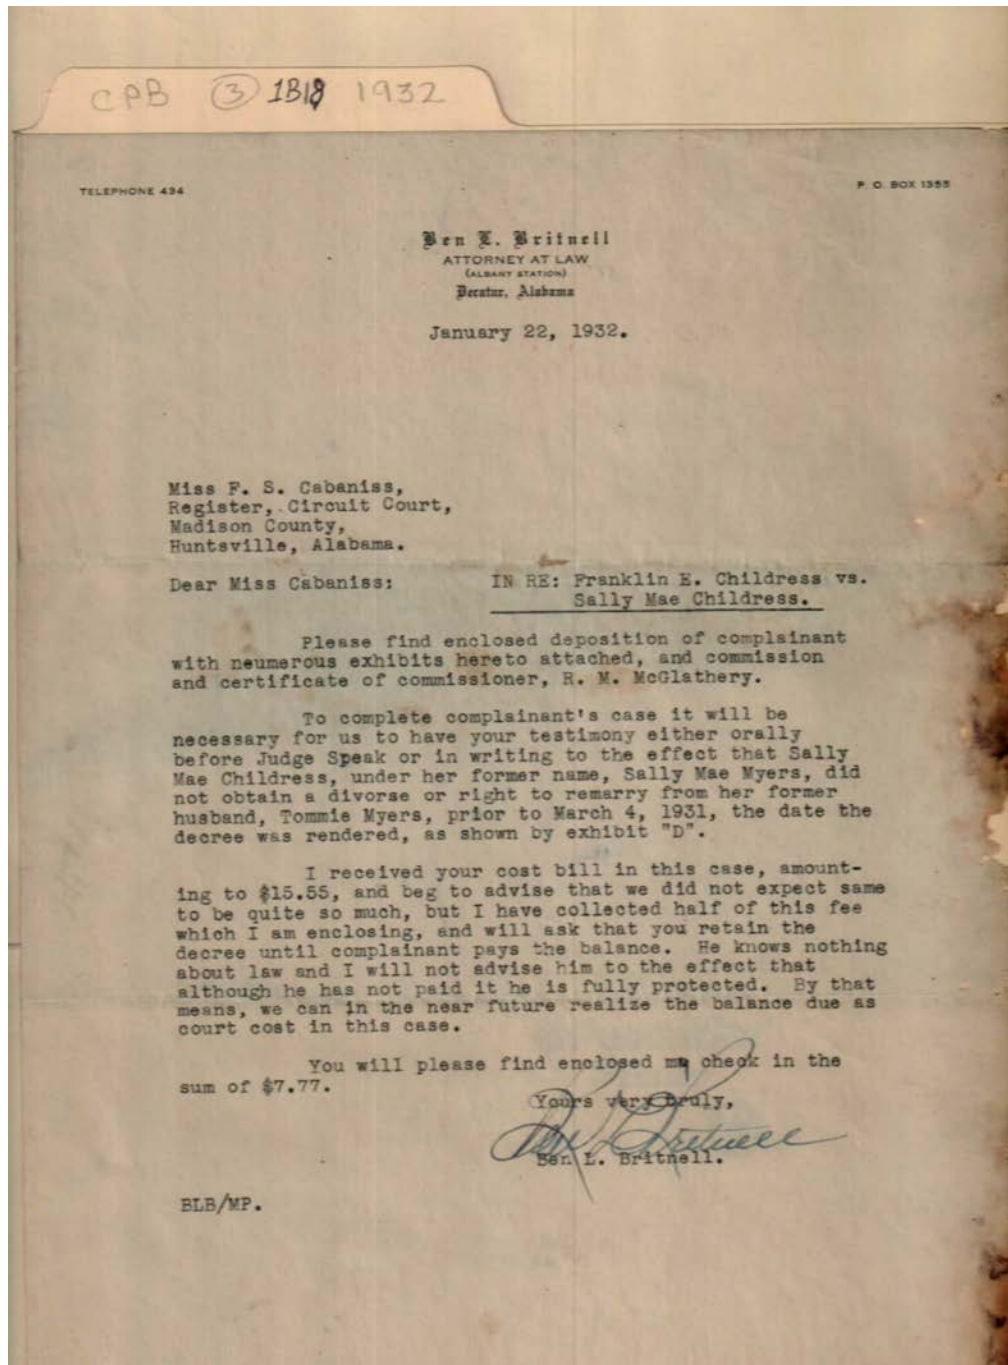 CPB ③ 1B18 1932
TELEPHONE 434
P. O. BOX 1355
Ben L. Britnell
ATTORNEY AT LAW
(ALBANY STATION)
Decatur, Alabama
January 22, 1932.
Miss F. S. Cabaniss,
Register, Circuit Court,
Madison County,
Huntsville, Alabama.
Dear Miss Cabaniss: IN RE: Franklin E. Childress vs.
Sally Mae Childress.
Please find enclosed deposition of complainant
with neumerous exhibits hereto attached, and commission
and certificate of commissioner, R. M. McGlathery.
To complete complainant's case it will be
necessary for us to have your testimony either orally
before Judge Speak or in writing to the effect that Sally
Mae Childress, under her former name, Sally Mae Myers, did
not obtain a divorse or right to remarry from her former
husband, Tommie Myers, prior to March 4, 1931, the date the
decree was rendered, as shown by exhibit "D".
I received your cost bill in this case, amount-
ing to $15.55, and beg to advise that we did not expect same
to be quite so much, but I have collected half of this fee
which I am enclosing, and will ask that you retain the
decree until complainant pays the balance. He knows nothing
about law and I will not advise him to the effect that
although he has not paid it he is fully protected. By that
means, we can in the near future realize the balance due as
court cost in this case.
You will please find enclosed my check in the
sum of $7.77.
Yours very truly,
Ben L. Britnell
Ben L. Britnell.
BLB/MP.